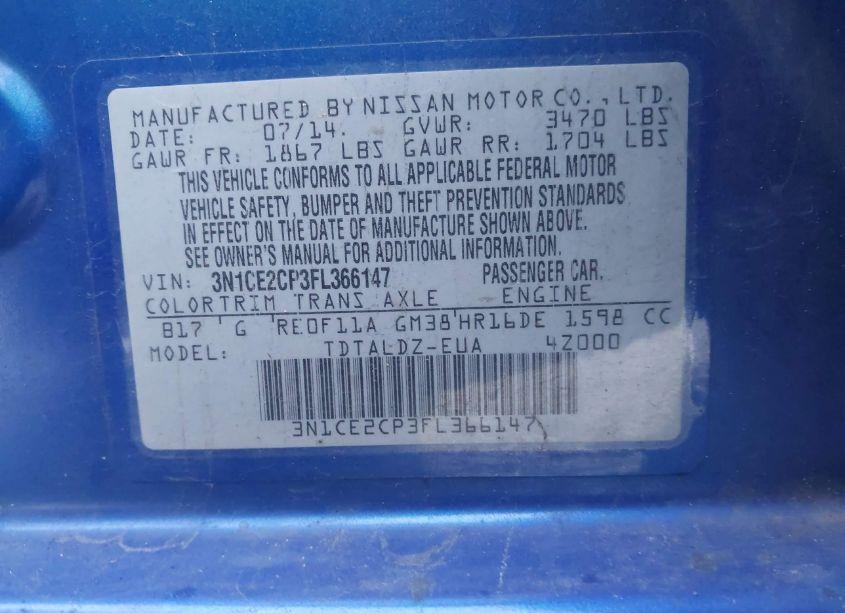 MANUFACTURED BY NISSAN MOTOR CO., LTD.
DATE: 07/14. GVWR: 3470 LBS
GAWR FR: 1867 LBS GAWR RR: 1704 LBS
THIS VEHICLE CONFORMS TO ALL APPLICABLE FEDERAL MOTOR
VEHICLE SAFETY, BUMPER AND THEFT PREVENTION STANDARDS
IN EFFECT ON THE DATE OF MANUFACTURE SHOWN ABOVE.
SEE OWNER'S MANUAL FOR ADDITIONAL INFORMATION.
VIN: 3N1CE2CP3FL366147 PASSENGER CAR.
COLORTRIM TRANS AXLE ENGINE
B17 G RE0F11A GM38 HR16DE 1598 CC
MODEL: TDTALDZ-EUA 4Z000
3N1CE2CP3FL366147